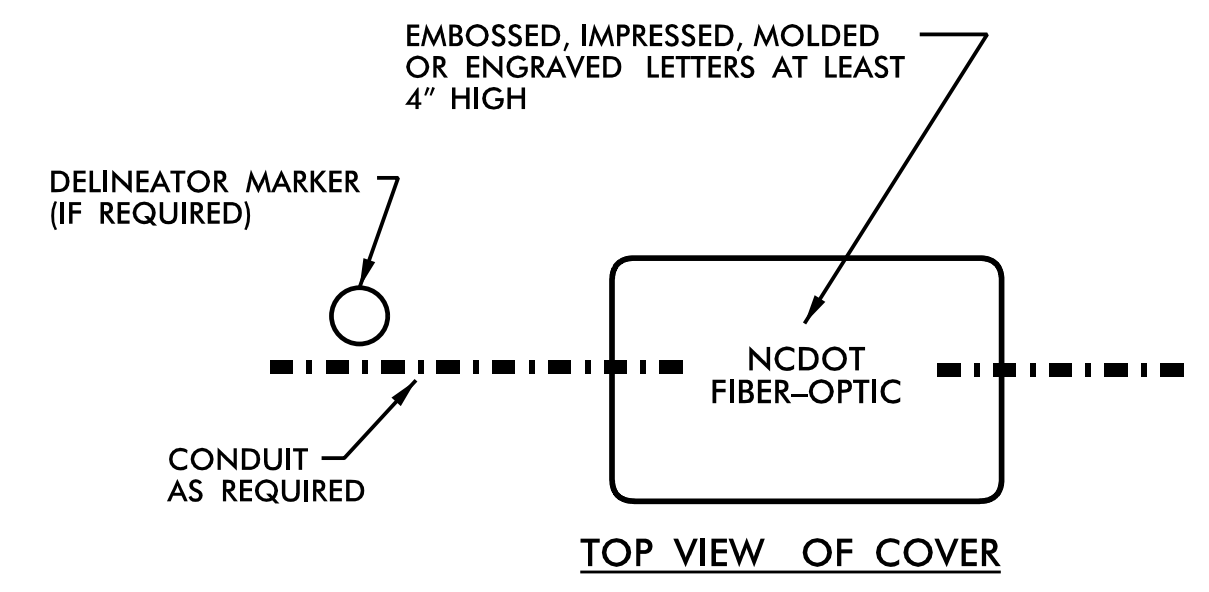 EMBOSSED, IMPRESSED, MOLDED
OR ENGRAVED LETTERS AT LEAST
4" HIGH
DELINEATOR MARKER
(IF REQUIRED)
NCDOT
FIBER–OPTIC
CONDUIT
AS REQUIRED
TOP VIEW OF COVER